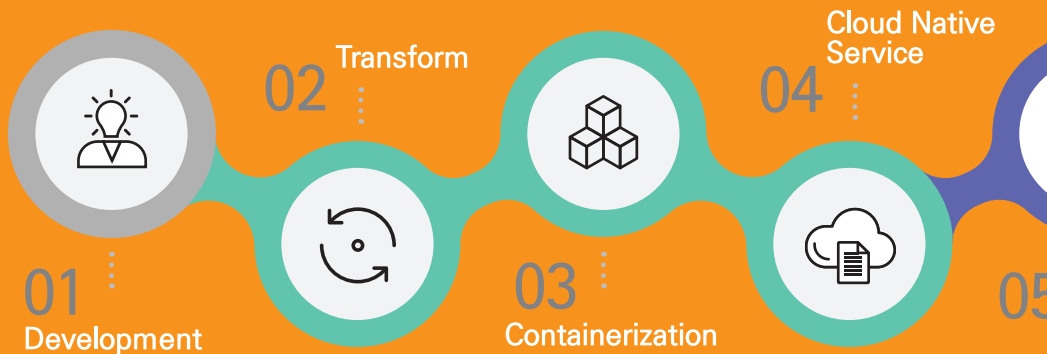 01
Development
02
Transform
03
Containerization
04
Cloud Native
Service
05